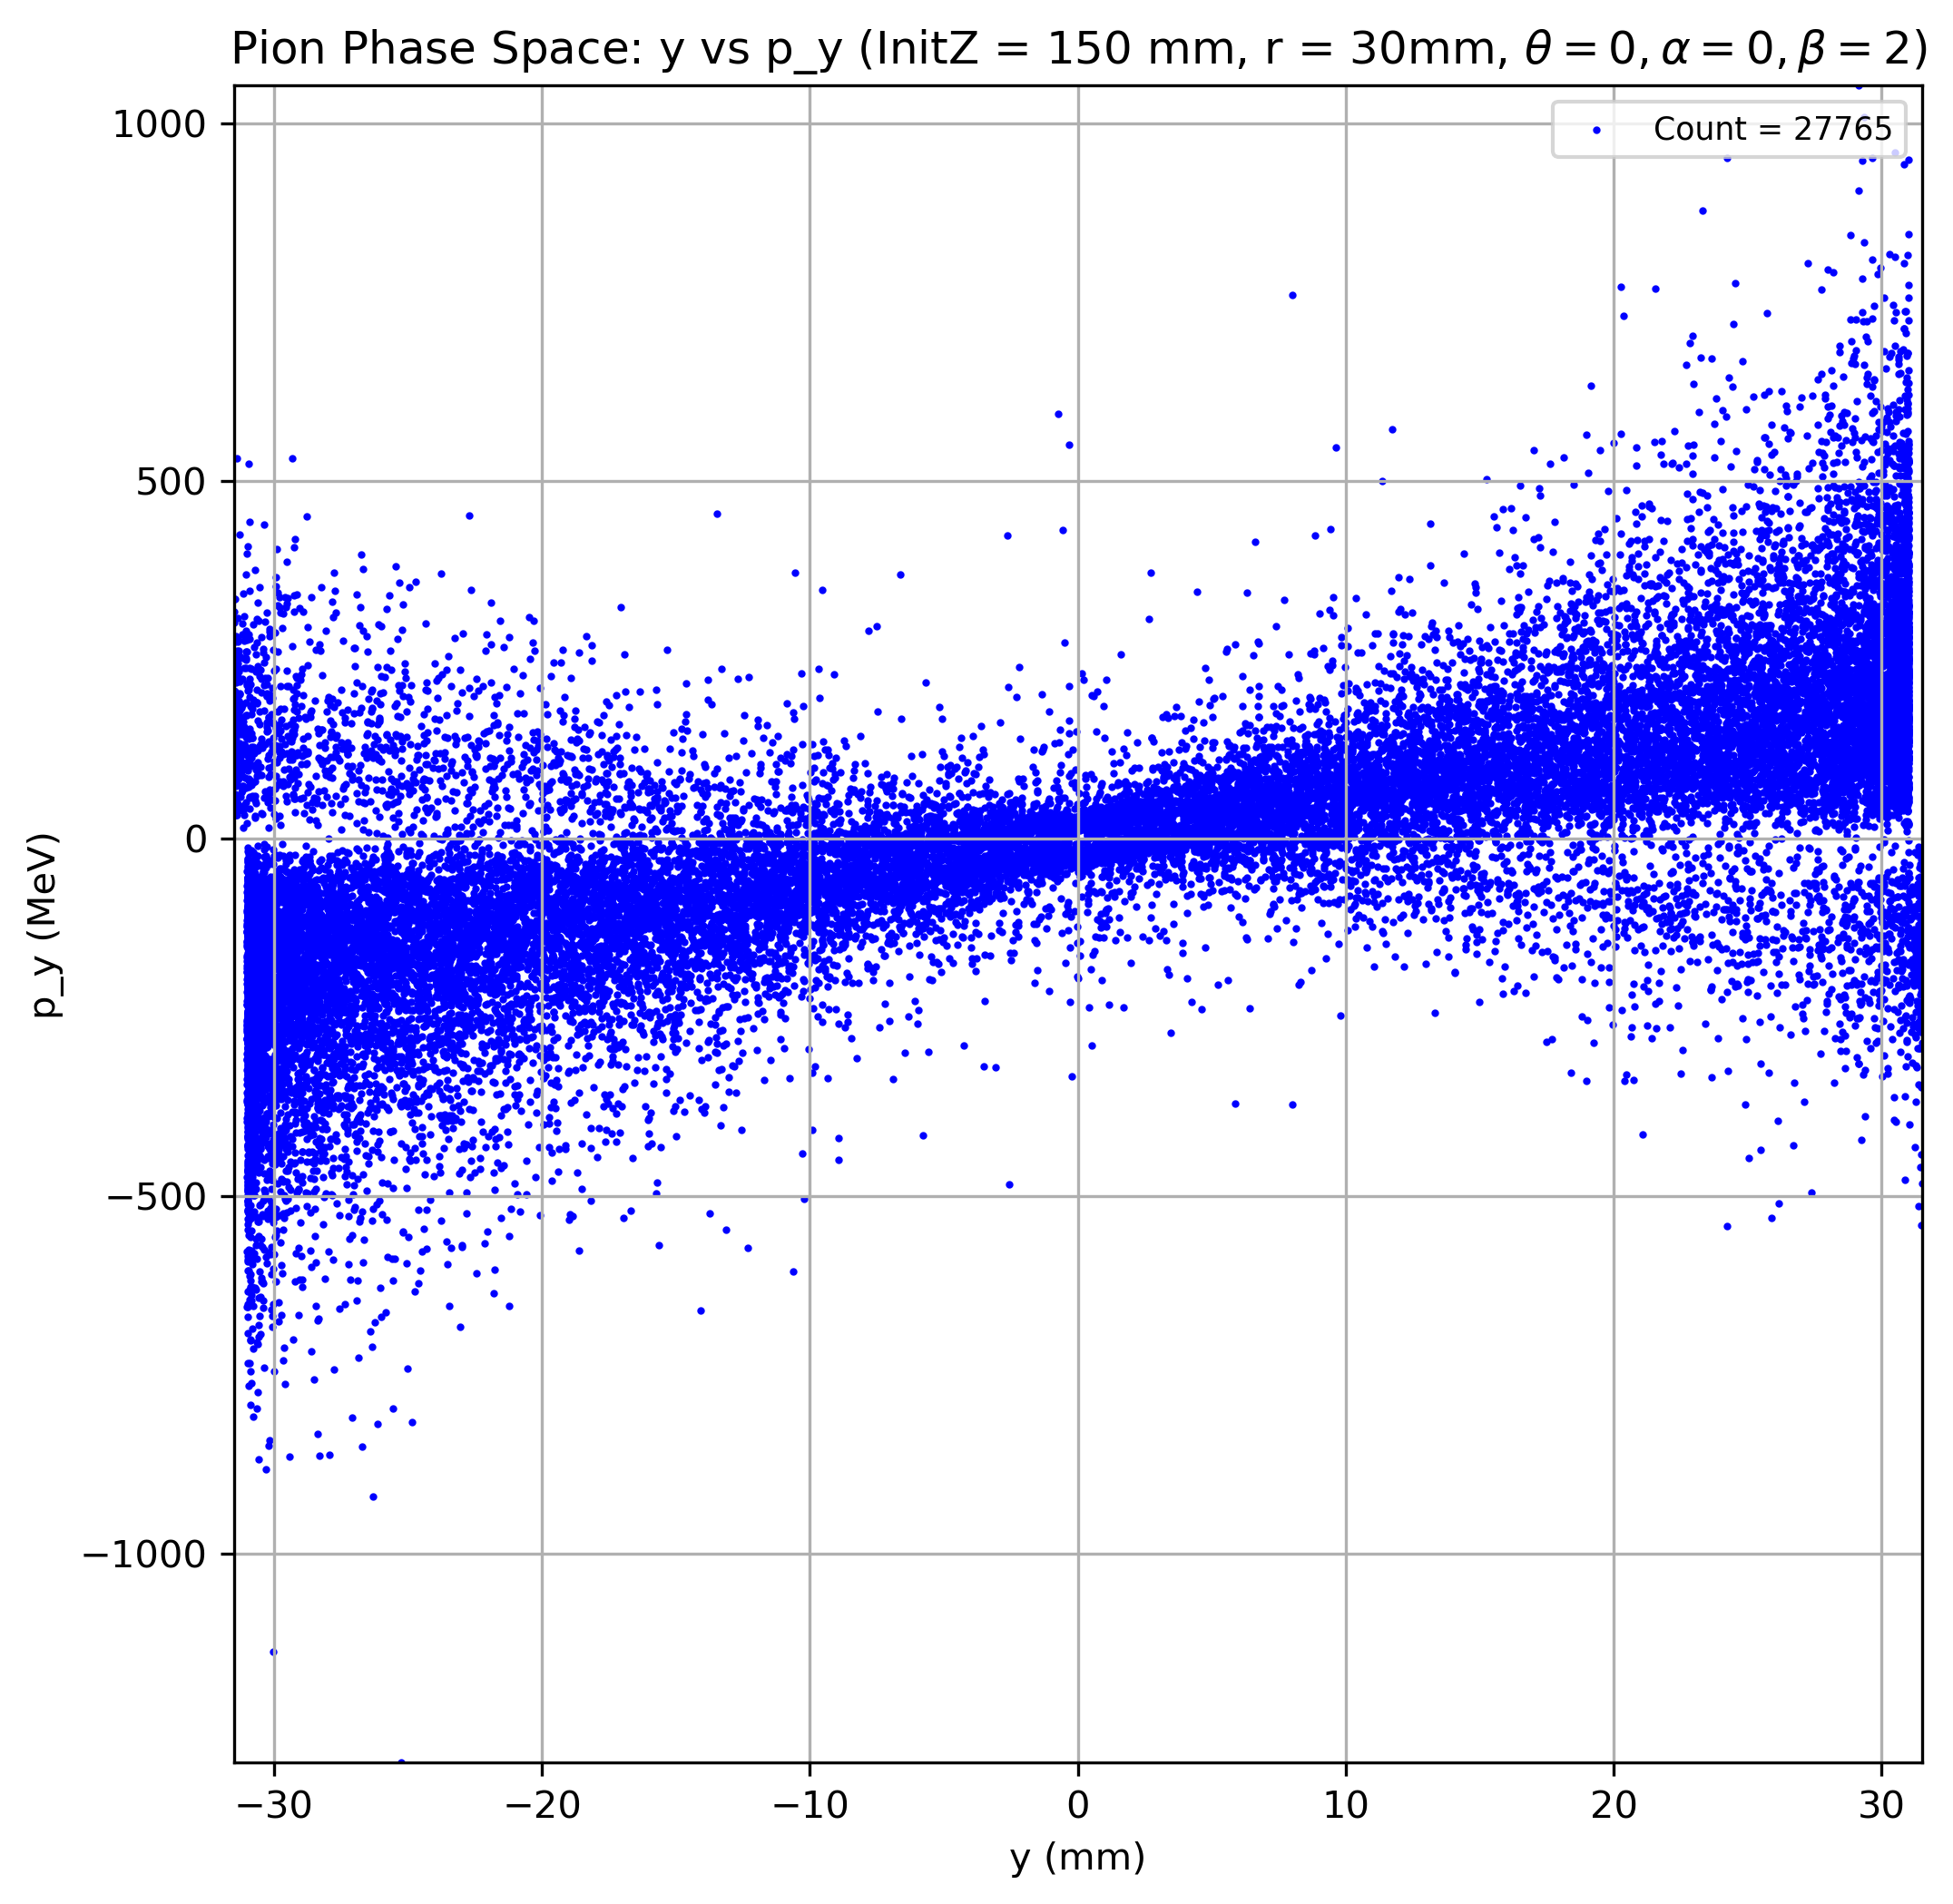 Pion Phase Space: y vs p_y (InitZ = 150 mm, r = 30mm, θ = 0, α = 0, β = 2)
Count = 27765
1000
500
0
−500
−1000
p_y (MeV)
−30 −20 −10 0 10 20 30
y (mm)